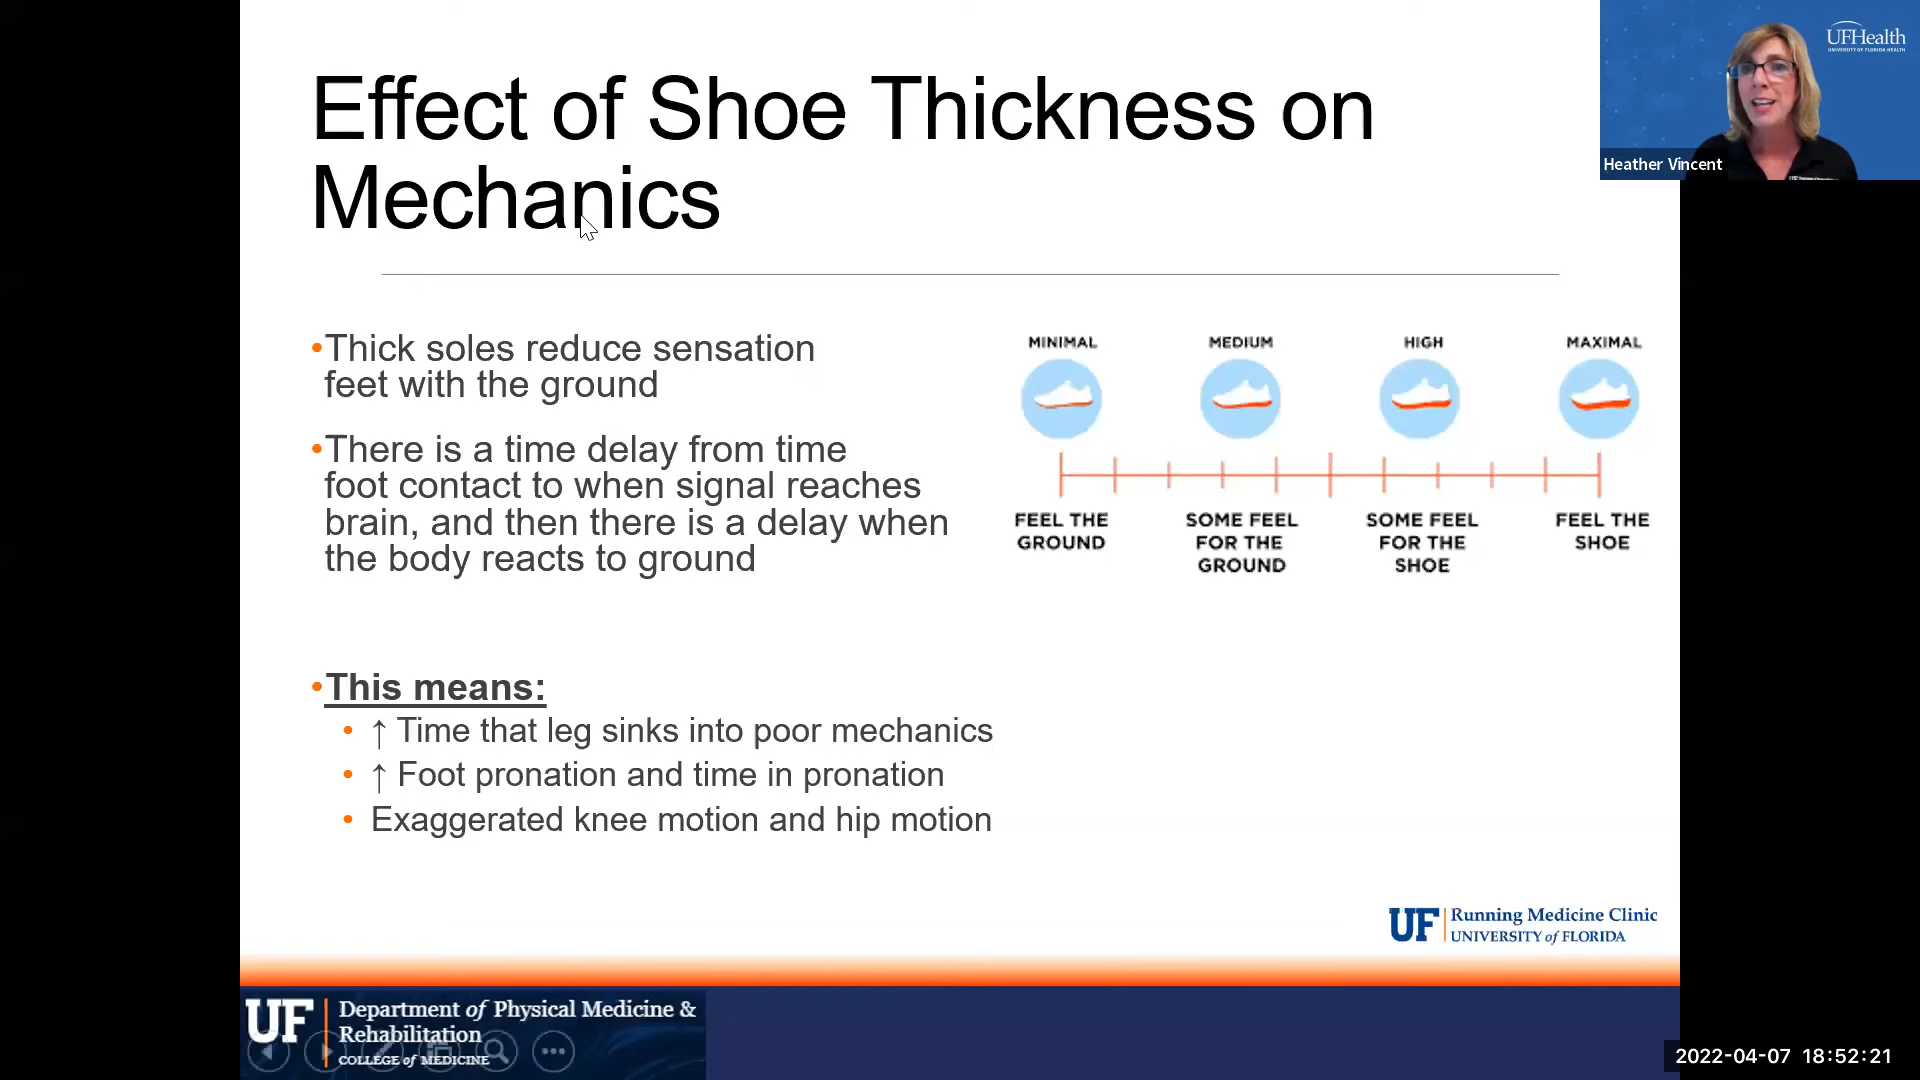 Effect of Shoe Thickness on
Mechanics
•Thick soles reduce sensation
feet with the ground
•There is a time delay from time
foot contact to when signal reaches
brain, and then there is a delay when
the body reacts to ground
•This means:
• ↑ Time that leg sinks into poor mechanics
• ↑ Foot pronation and time in pronation
• Exaggerated knee motion and hip motion
MINIMAL MEDIUM HIGH MAXIMAL
FEEL THE SOME FEEL SOME FEEL FEEL THE
GROUND FOR THE FOR THE SHOE
GROUND SHOE
UF Running Medicine Clinic
UNIVERSITY of FLORIDA
UF Department of Physical Medicine &
Rehabilitation
COLLEGE of MEDICINE
UFHealth
UNIVERSITY OF FLORIDA HEALTH
Heather Vincent
2022-04-07 18:52:21